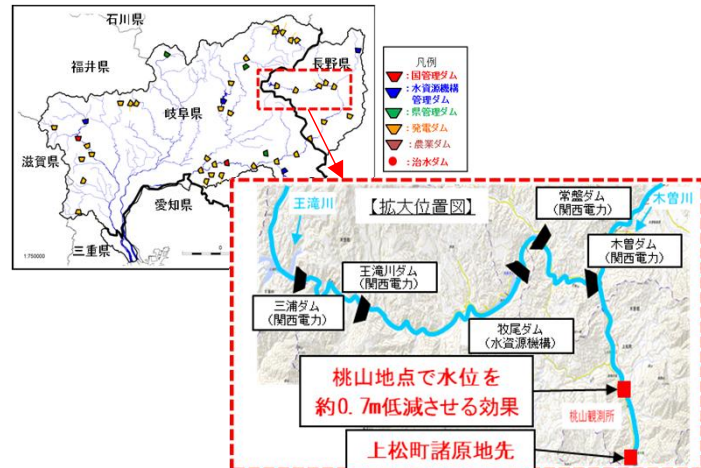 石川県
福井県
長野県
岐阜県
滋賀県
愛知県
三重県
1:750000
0
凡例
：国管理ダム
：水資源機構
管理ダム
：県管理ダム
：発電ダム
：農業ダム
：治水ダム
王滝川
【拡大位置図】
常盤ダム
（関西電力）
木曽川
木曽ダム
（関西電力）
王滝川ダム
（関西電力）
三浦ダム
（関西電力）
牧尾ダム
（水資源機構）
桃山地点で水位を
約0.7m低減させる効果
桃山観測所
上松町諸原地先